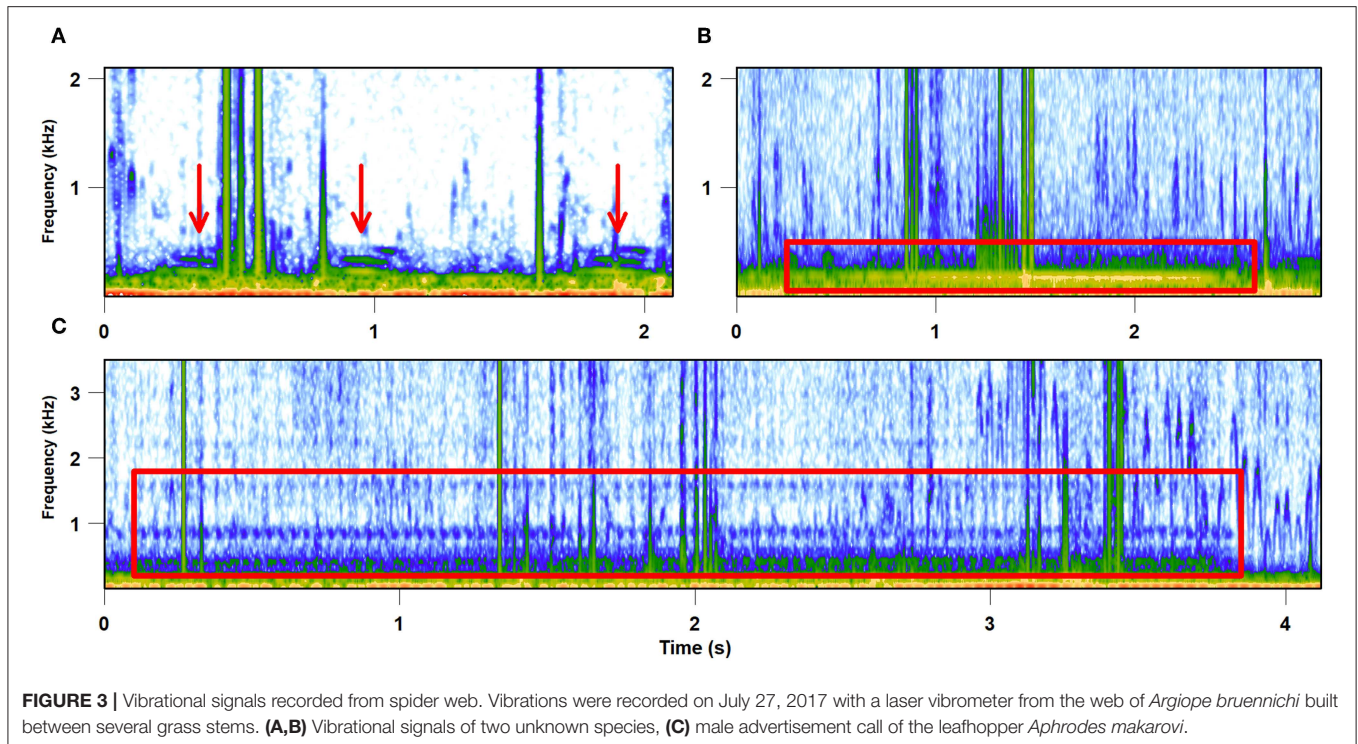 A
B
2
1
Frequency (kHz)
0
1
2
2
1
0
1
2
C
3
2
1
Frequency (kHz)
0
1
2
3
4
Time (s)
FIGURE 3 | Vibrational signals recorded from spider web. Vibrations were recorded on July 27, 2017 with a laser vibrometer from the web of Argiope bruennichi built
between several grass stems. (A,B) Vibrational signals of two unknown species, (C) male advertisement call of the leafhopper Aphrodes makarovi.